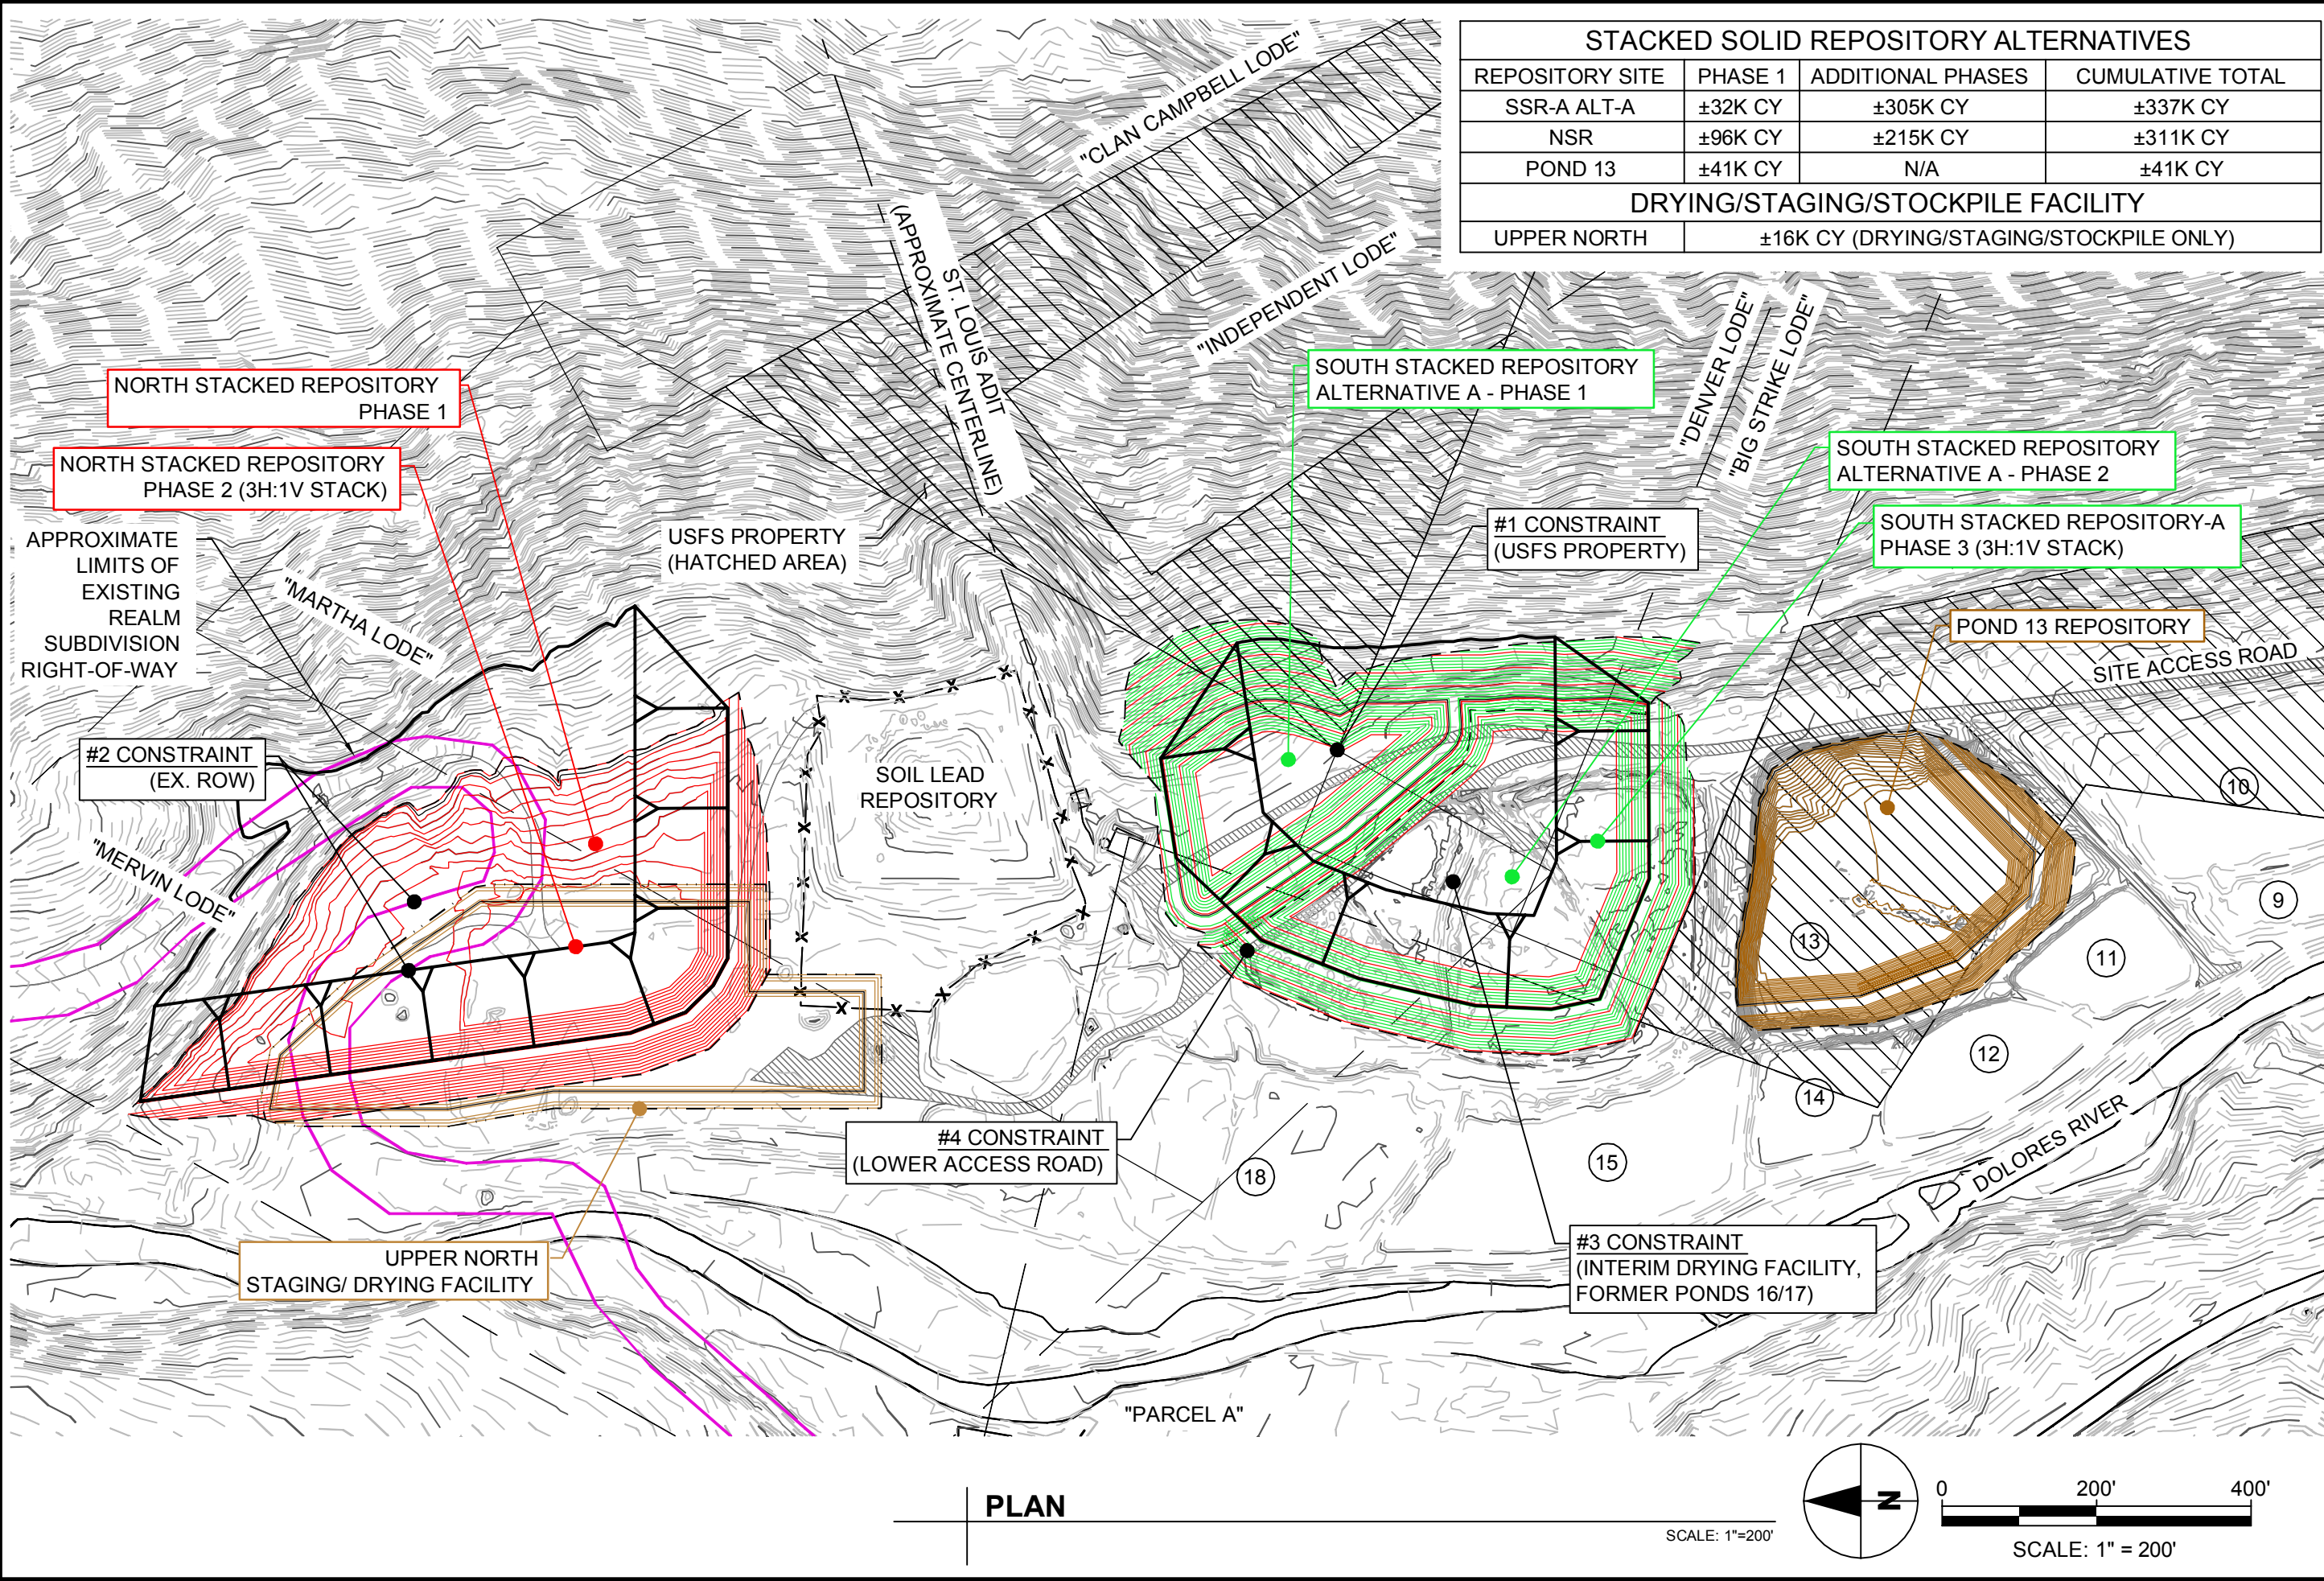 STACKED SOLID REPOSITORY ALTERNATIVES
REPOSITORY SITE PHASE 1 ADDITIONAL PHASES CUMULATIVE TOTAL
SSR-A ALT-A ±32K CY ±305K CY ±337K CY
NSR ±96K CY ±215K CY ±311K CY
POND 13 ±41K CY N/A ±41K CY
DRYING/STAGING/STOCKPILE FACILITY
UPPER NORTH ±16K CY (DRYING/STAGING/STOCKPILE ONLY)
"CLAN CAMPBELL LODE"
ST. LOUIS ADIT
(APPROXIMATE CENTERLINE)
"INDEPENDENT LODE"
"DENVER LODE"
"BIG STRIKE LODE"
NORTH STACKED REPOSITORY
PHASE 1
NORTH STACKED REPOSITORY
PHASE 2 (3H:1V STACK)
SOUTH STACKED REPOSITORY
ALTERNATIVE A - PHASE 1
SOUTH STACKED REPOSITORY
ALTERNATIVE A - PHASE 2
SOUTH STACKED REPOSITORY-A
PHASE 3 (3H:1V STACK)
APPROXIMATE
LIMITS OF
EXISTING
REALM
SUBDIVISION
RIGHT-OF-WAY
"MARTHA LODE"
USFS PROPERTY
(HATCHED AREA)
#1 CONSTRAINT
(USFS PROPERTY)
POND 13 REPOSITORY
SITE ACCESS ROAD
#2 CONSTRAINT
(EX. ROW)
"MERVIN LODE"
SOIL LEAD
REPOSITORY
10
9
13
11
12
14
15
18
DOLORES RIVER
#4 CONSTRAINT
(LOWER ACCESS ROAD)
#3 CONSTRAINT
(INTERIM DRYING FACILITY,
FORMER PONDS 16/17)
UPPER NORTH
STAGING/ DRYING FACILITY
"PARCEL A"
PLAN
SCALE: 1"=200'
N
0 200' 400'
SCALE: 1" = 200'